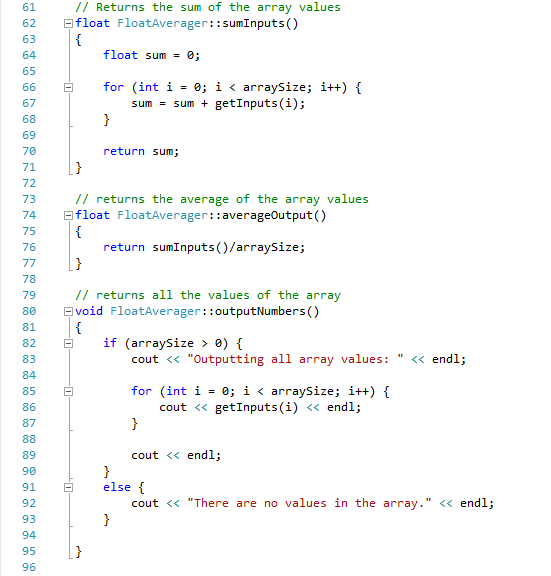 61 // Returns the sum of the array values
62 float FloatAverager::sumInputs()
63 {
64 float sum = 0;
65
66 for (int i = 0; i < arraySize; i++) {
67 sum = sum + getInputs(i);
68 }
69
70 return sum;
71 }
72
73 // returns the average of the array values
74 float FloatAverager::averageOutput()
75 {
76 return sumInputs()/arraySize;
77 }
78
79 // returns all the values of the array
80 void FloatAverager::outputNumbers()
81 {
82 if (arraySize > 0) {
83 cout << "Outputting all array values: " << endl;
84
85 for (int i = 0; i < arraySize; i++) {
86 cout << getInputs(i) << endl;
87 }
88
89 cout << endl;
90 }
91 else {
92 cout << "There are no values in the array." << endl;
93 }
94
95 }
96